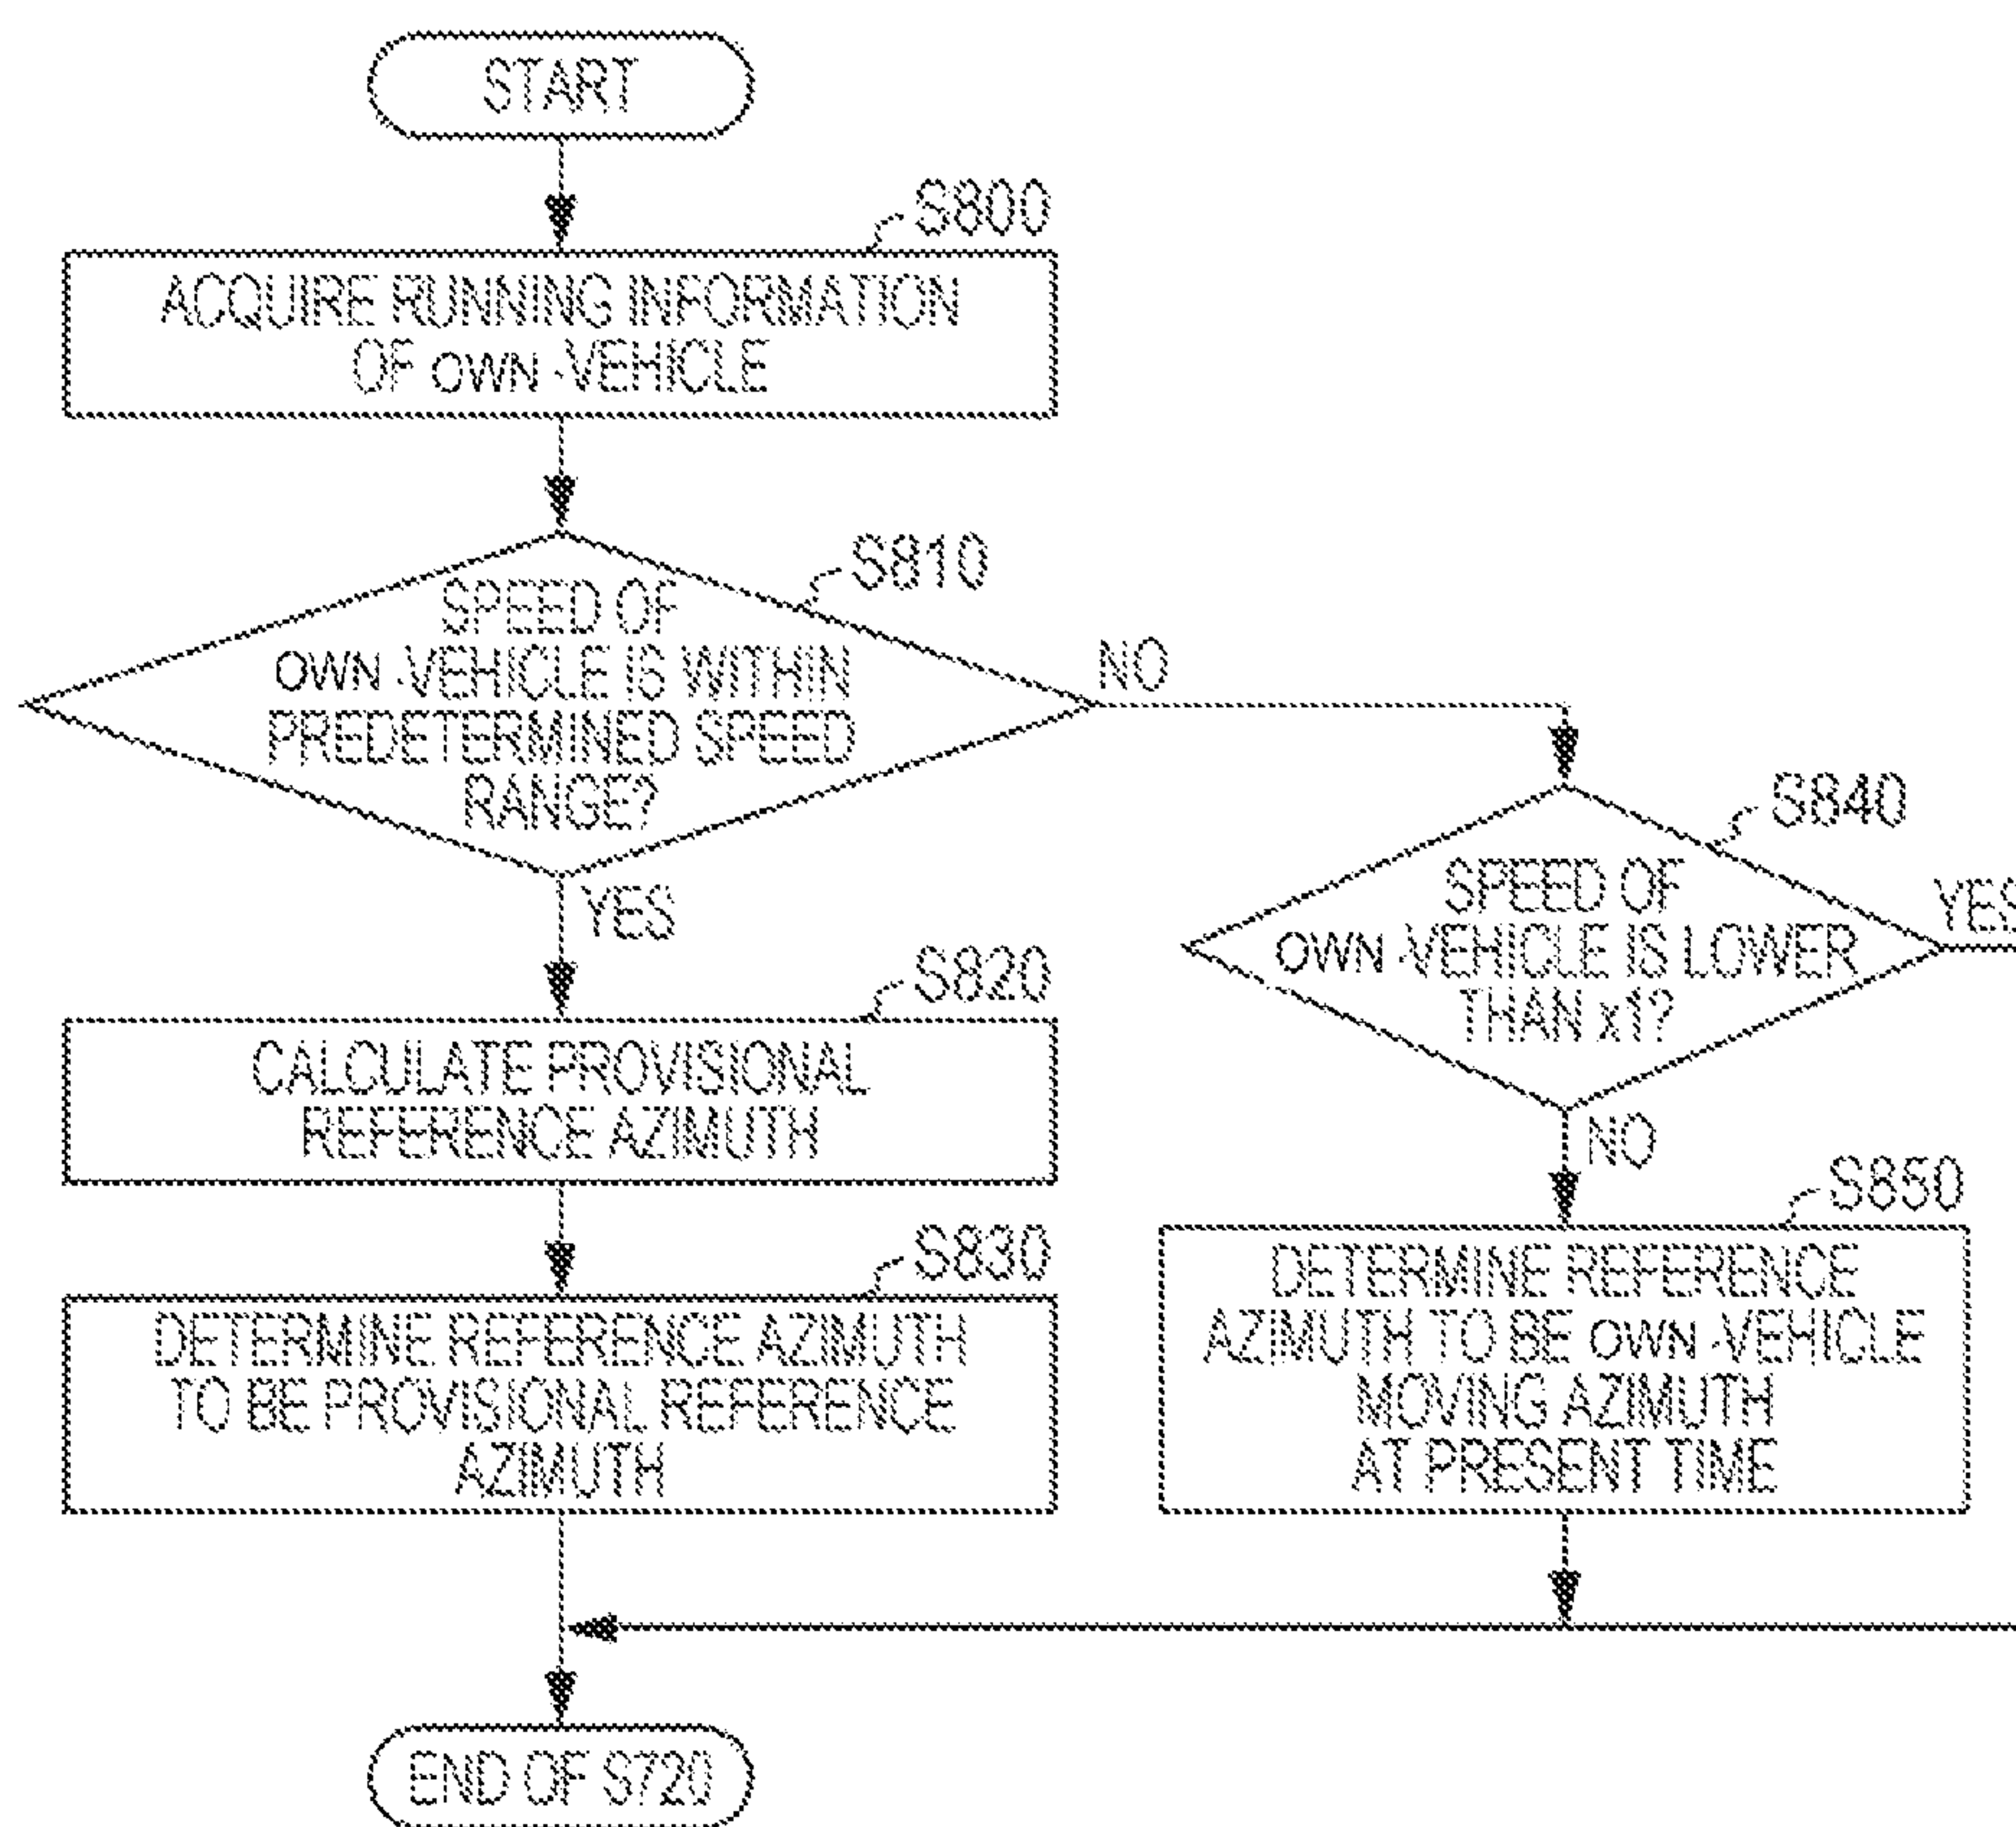 START
S800
ACQUIRE RUNNING INFORMATION
OF OWN-VEHICLE
S810
SPEED OF
OWN-VEHICLE IS WITHIN
PREDETERMINED SPEED
RANGE?
NO
YES
S820
CALCULATE PROVISIONAL
REFERENCE AZIMUTH
S830
DETERMINE REFERENCE AZIMUTH
TO BE PROVISIONAL REFERENCE
AZIMUTH
S840
SPEED OF
OWN-VEHICLE IS LOWER
THAN x1?
YES
NO
S850
DETERMINE REFERENCE
AZIMUTH TO BE OWN-VEHICLE
MOVING AZIMUTH
AT PRESENT TIME
END OF S720